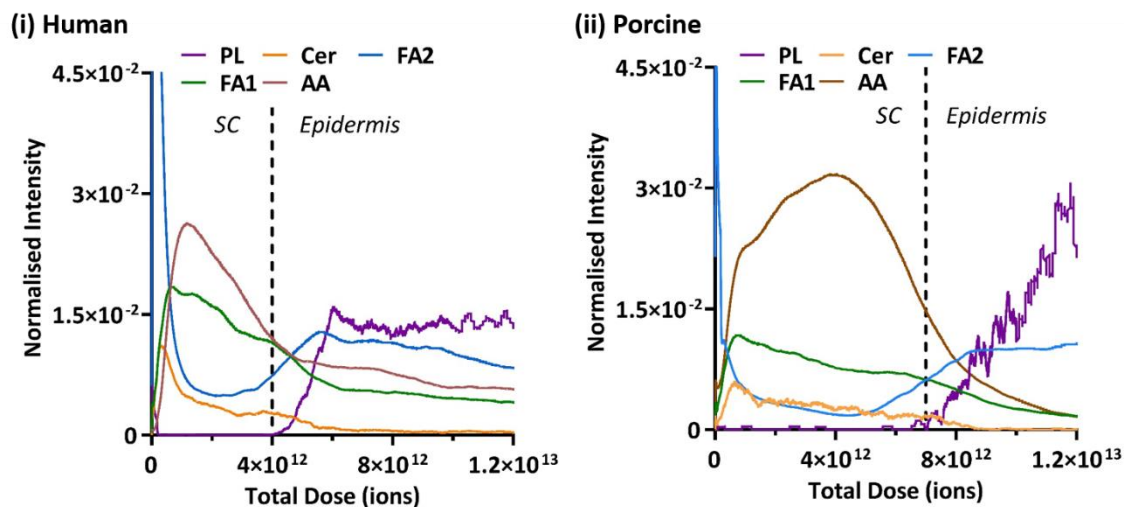 (i) Human
PL Cer FA2
FA1 AA
4.5×10⁻²
3×10⁻²
1.5×10⁻²
0
Normalised Intensity
SC Epidermis
0 4×10¹² 8×10¹² 1.2×10¹³
Total Dose (ions)
(ii) Porcine
PL Cer FA2
FA1 AA
4.5×10⁻²
3×10⁻²
1.5×10⁻²
0
Normalised Intensity
SC Epidermis
0 4×10¹² 8×10¹² 1.2×10¹³
Total Dose (ions)